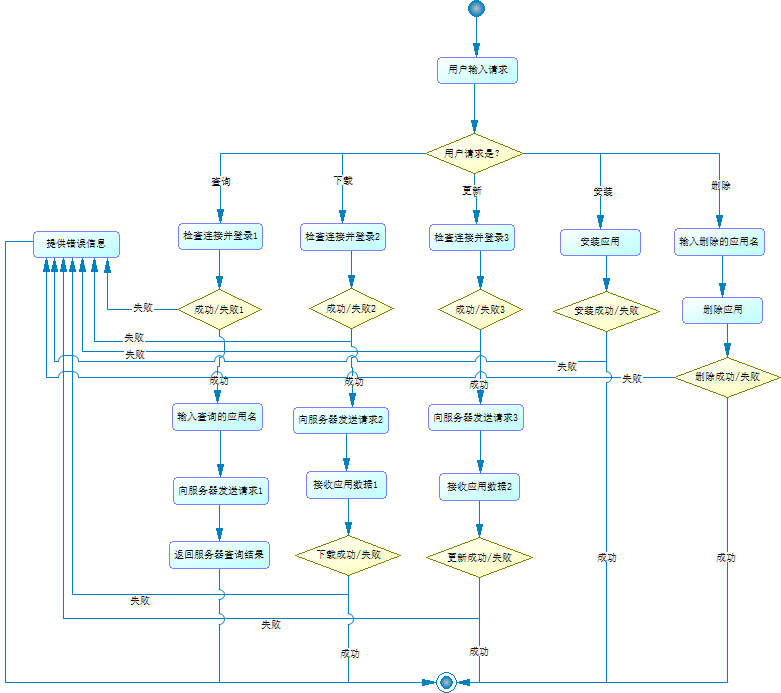 用户输入请求
用户请求是?
查询
下载
更新
安装
删除
提供错误信息
检查连接并登录1
检查连接并登录2
检查连接并登录3
安装应用
输入删除的应用名
成功/失败1
成功/失败2
成功/失败3
安装成功/失败
删除应用
失败
失败
失败
失败
失败
删除成功/失败
成功
成功
成功
输入查询的应用名
向服务器发送请求2
向服务器发送请求3
向服务器发送请求1
接收应用数据1
接收应用数据2
返回服务器查询结果
下载成功/失败
更新成功/失败
成功
成功
失败
失败
成功
成功